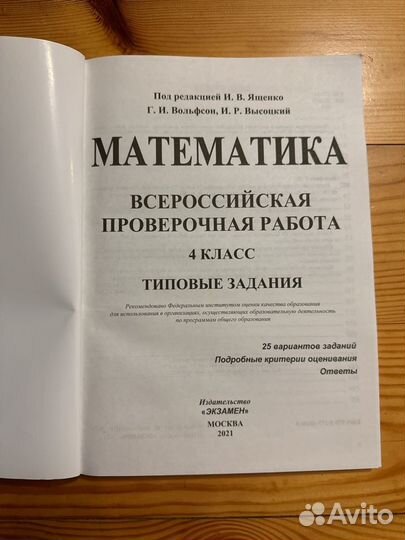 Под редакцией И. В. Ященко
Г. И. Вольфсон, И. Р. Высоцкий
МАТЕМАТИКА
ВСЕРОССИЙСКАЯ
ПРОВЕРОЧНАЯ РАБОТА
4 КЛАСС
ТИПОВЫЕ ЗАДАНИЯ
Рекомендовано Федеральным институтом оценки качества образования
для использования в организациях, осуществляющих образовательную деятельность
по программам общего образования
25 вариантов заданий
Подробные критерии оценивания
Ответы
Издательство
«ЭКЗАМЕН»
МОСКВА
2021
Avito